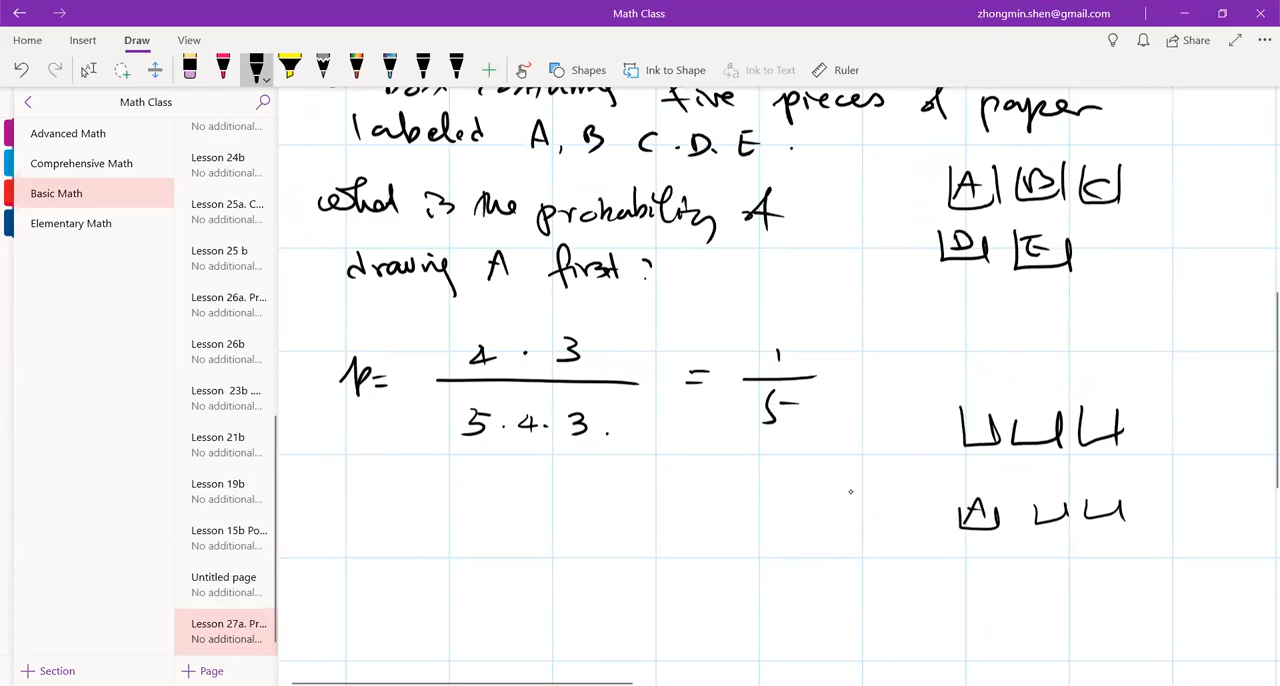 Math Class
zhongmin.shen@gmail.com
Home Insert Draw View
Share
Shapes Ink to Shape Ink to Text Ruler
Math Class
Advanced Math
Comprehensive Math
Basic Math
Elementary Math
No additional...
Lesson 24b
No additional...
Lesson 25a. C...
No additional...
Lesson 25 b
No additional...
Lesson 26a. Pr...
No additional...
Lesson 26b
No additional...
Lesson 23b ....
No additional...
Lesson 21b
No additional...
Lesson 19b
No additional...
Lesson 15b Po...
No additional...
Untitled page
No additional...
Lesson 27a. Pr...
No additional...
Section
Page
five pieces of paper
labeled A, B C. D. E.
What is the probability of
drawing A first?
A B C
D E
p = 4 · 3 / 5 · 4 · 3 . = 1 / 5
A